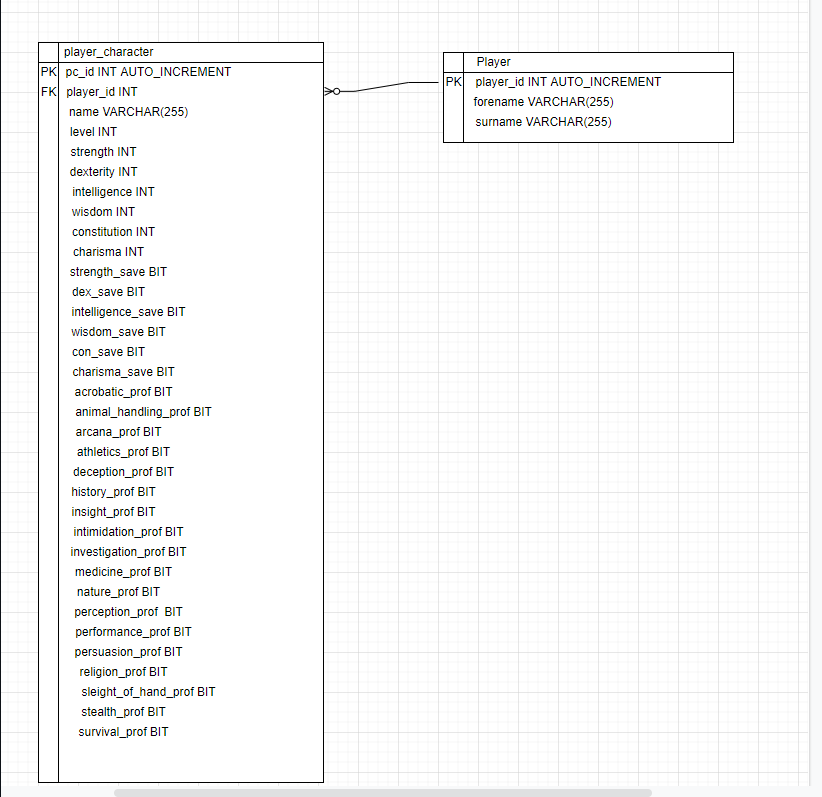 player_character
PK pc_id INT AUTO_INCREMENT
FK player_id INT
name VARCHAR(255)
level INT
strength INT
dexterity INT
intelligence INT
wisdom INT
constitution INT
charisma INT
strength_save BIT
dex_save BIT
intelligence_save BIT
wisdom_save BIT
con_save BIT
charisma_save BIT
acrobatic_prof BIT
animal_handling_prof BIT
arcana_prof BIT
athletics_prof BIT
deception_prof BIT
history_prof BIT
insight_prof BIT
intimidation_prof BIT
investigation_prof BIT
medicine_prof BIT
nature_prof BIT
perception_prof  BIT
performance_prof BIT
persuasion_prof BIT
religion_prof BIT
sleight_of_hand_prof BIT
stealth_prof BIT
survival_prof BIT
Player
PK player_id INT AUTO_INCREMENT
forename VARCHAR(255)
surname VARCHAR(255)